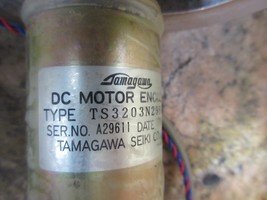 Tamagawa
DC MOTOR
TYPE TS3203N
SER.NO. A29611 DATE
TAMAGAWA SEIKI